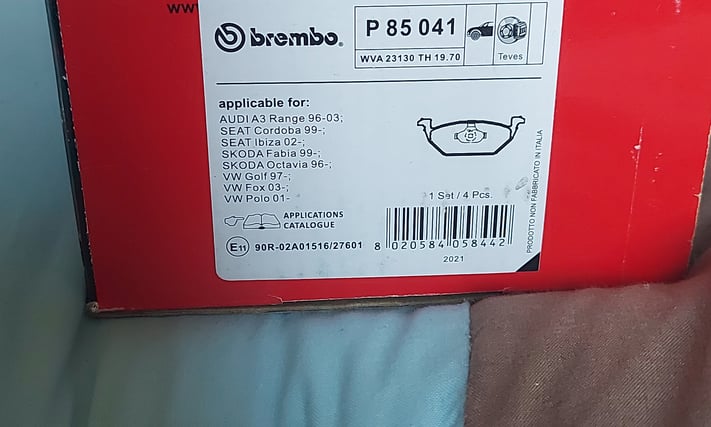 www
brembo.
P 85 041
WVA 23130 TH 19.70
Teves
applicable for:
AUDI A3 Range 96-03;
SEAT Cordoba 99-;
SEAT Ibiza 02-;
SKODA Fabia 99-;
SKODA Octavia 96-;
VW Golf 97-;
VW Fox 03-;
VW Polo 01-
1 Set / 4 Pcs.
APPLICATIONS
CATALOGUE
E11 90R-02A01516/27601
8 020584 058442
2021
PRODOTTO NON FABBRICATO IN ITALIA